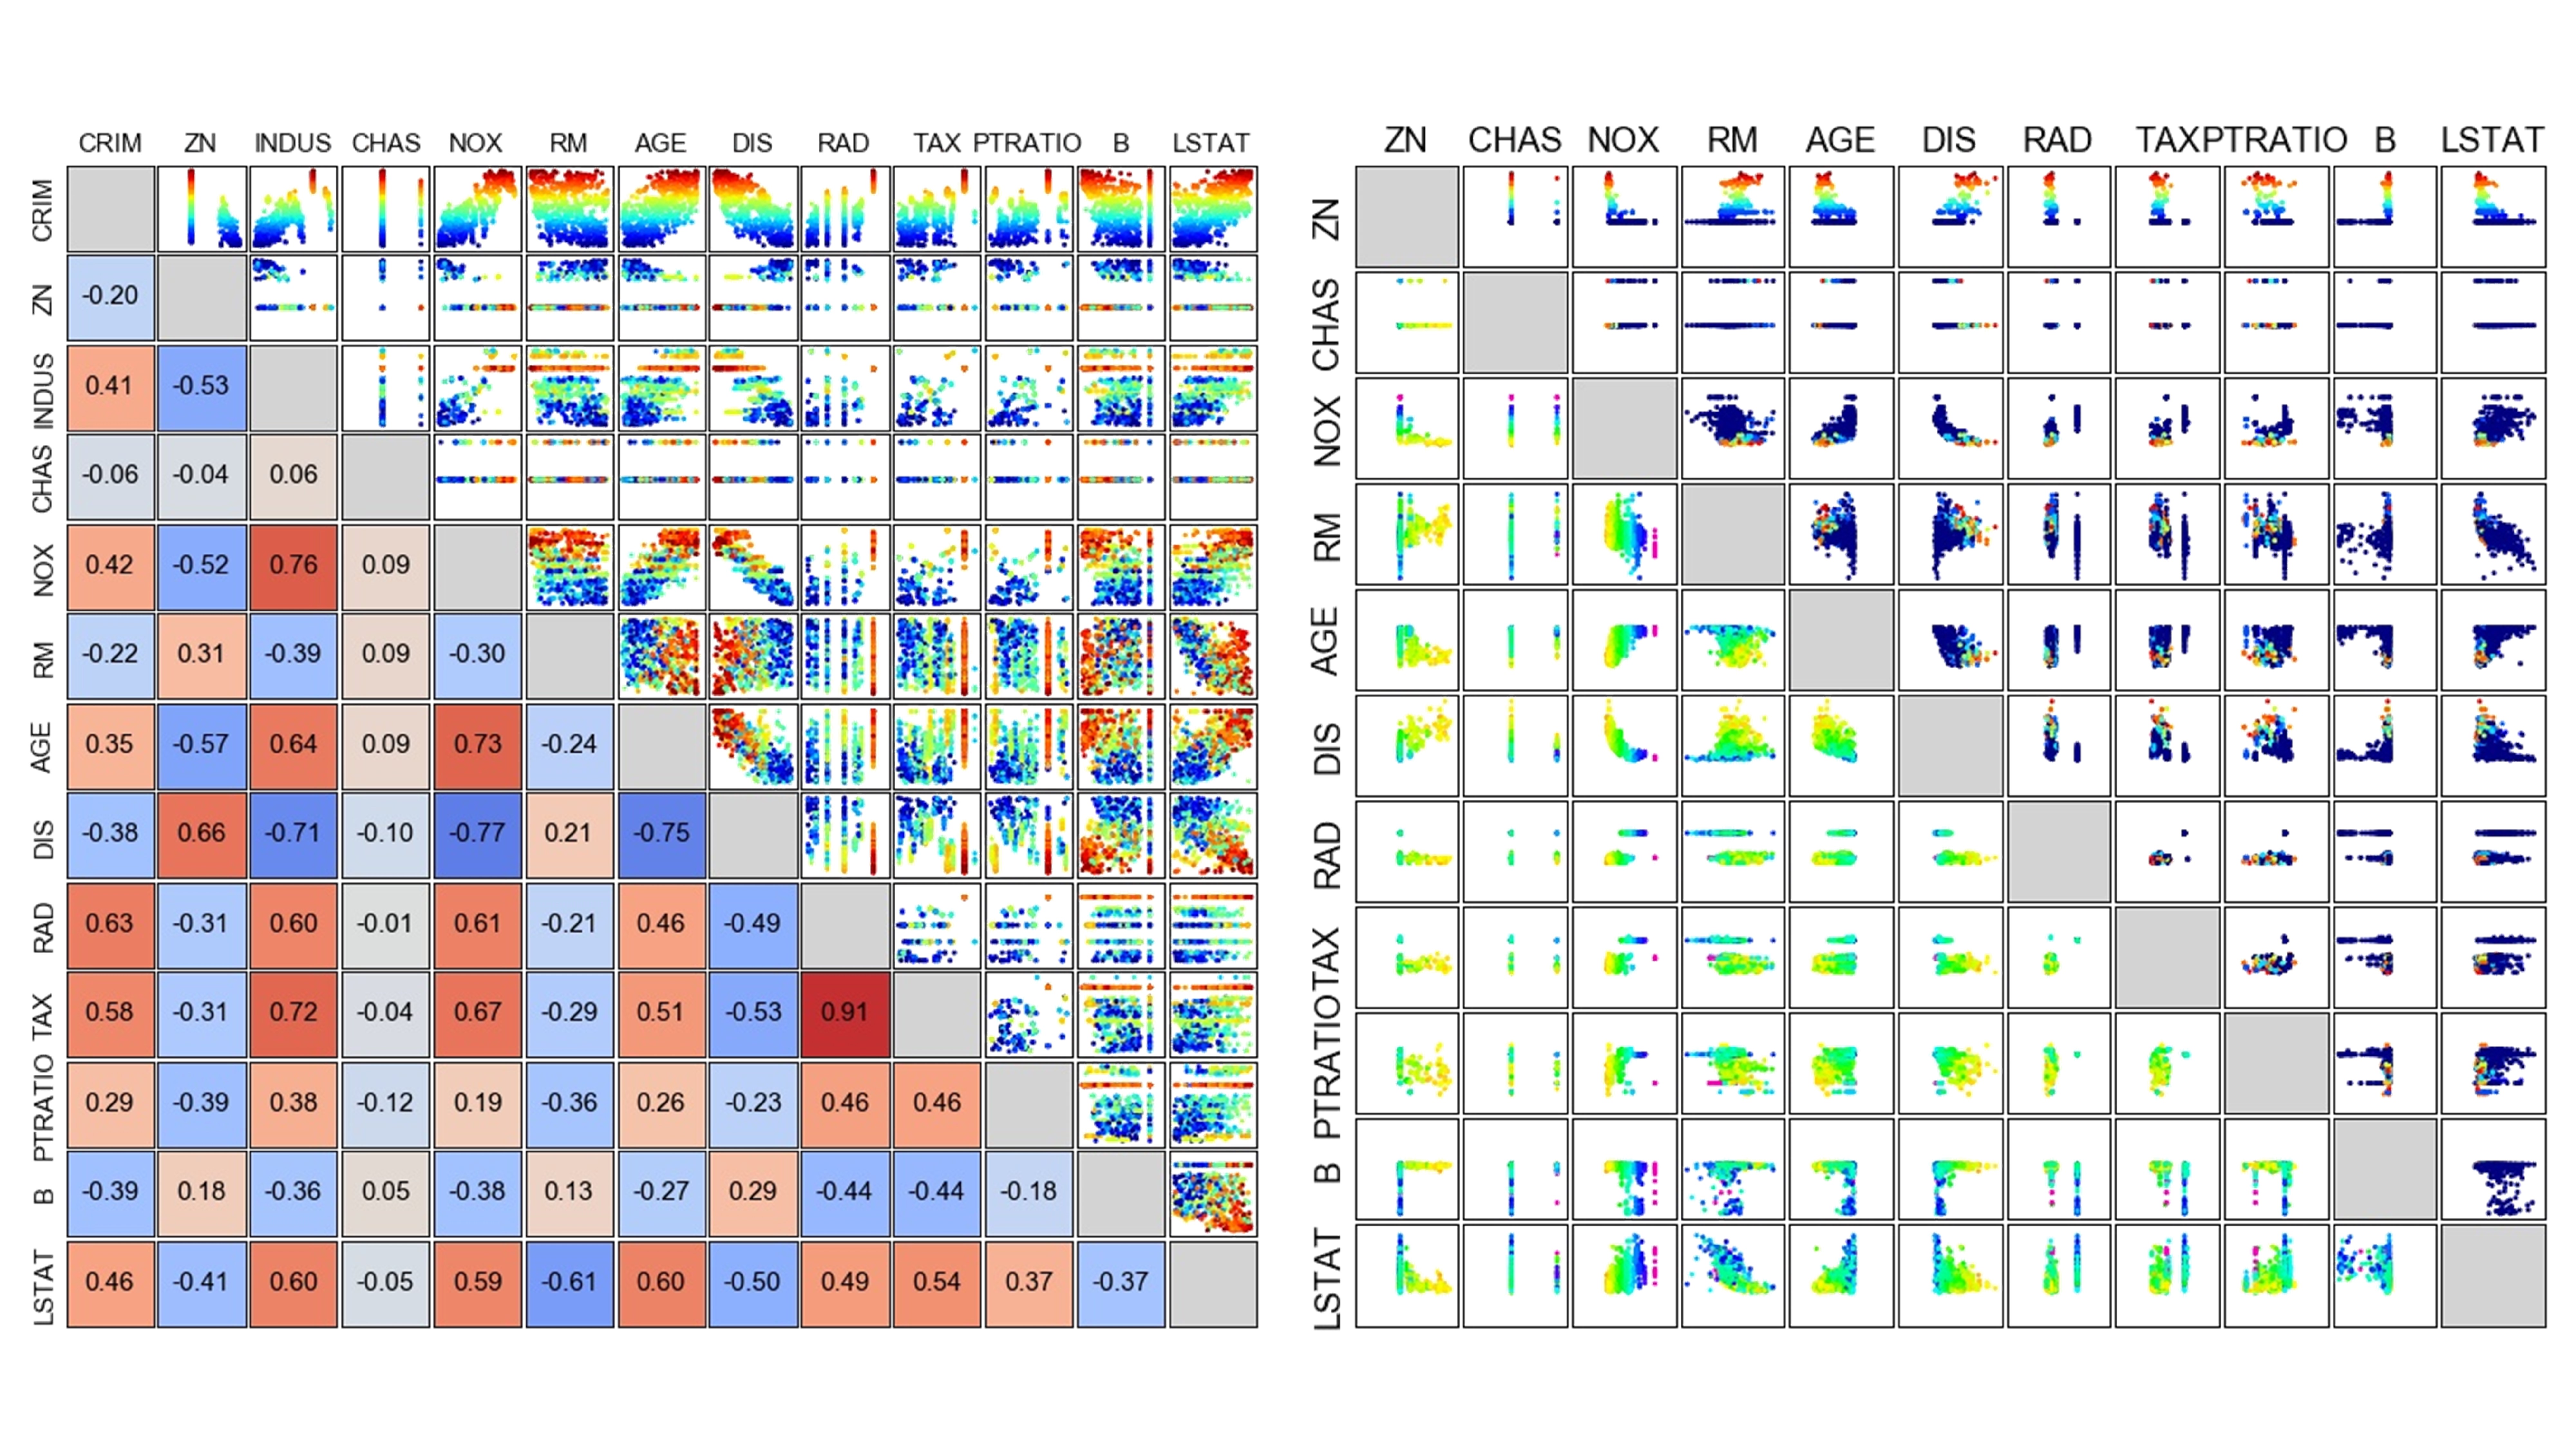 CRIM ZN INDUS CHAS NOX RM AGE DIS RAD TAX PTRATIO B LSTAT
CRIM
ZN -0.20
INDUS 0.41 -0.53
CHAS -0.06 -0.04 0.06
NOX 0.42 -0.52 0.76 0.09
RM -0.22 0.31 -0.39 0.09 -0.30
AGE 0.35 -0.57 0.64 0.09 0.73 -0.24
DIS -0.38 0.66 -0.71 -0.10 -0.77 0.21 -0.75
RAD 0.63 -0.31 0.60 -0.01 0.61 -0.21 0.46 -0.49
TAX 0.58 -0.31 0.72 -0.04 0.67 -0.29 0.51 -0.53 0.91
PTRATIO 0.29 -0.39 0.38 -0.12 0.19 -0.36 0.26 -0.23 0.46 0.46
B -0.39 0.18 -0.36 0.05 -0.38 0.13 -0.27 0.29 -0.44 -0.44 -0.18
LSTAT 0.46 -0.41 0.60 -0.05 0.59 -0.61 0.60 -0.50 0.49 0.54 0.37 -0.37
ZN CHAS NOX RM AGE DIS RAD TAX PTRATIO B LSTAT
ZN
CHAS
NOX
RM
AGE
DIS
RAD
TAX
PTRATIO
B
LSTAT